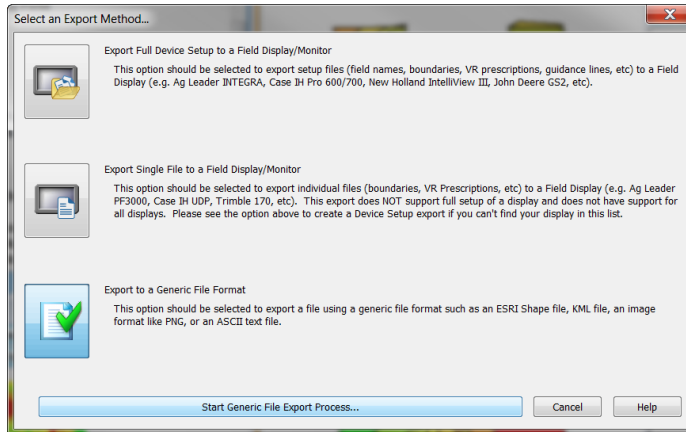 Select an Export Method...
Export Full Device Setup to a Field Display/Monitor
This option should be selected to export setup files (field names, boundaries, VR prescriptions, guidance lines, etc) to a Field
Display (e.g. Ag Leader INTEGRA, Case IH Pro 600/700, New Holland IntelliView III, John Deere GS2, etc).
Export Single File to a Field Display/Monitor
This option should be selected to export individual files (boundaries, VR Prescriptions, etc) to a Field Display (e.g. Ag Leader
PF3000, Case IH UDP, Trimble 170, etc).  This export does NOT support full setup of a display and does not have support for
all displays.  Please see the option above to create a Device Setup export if you can't find your display in this list.
Export to a Generic File Format
This option should be selected to export a file using a generic file format such as an ESRI Shape file, KML file, an image
format like PNG, or an ASCII text file.
Start Generic File Export Process...
Cancel
Help